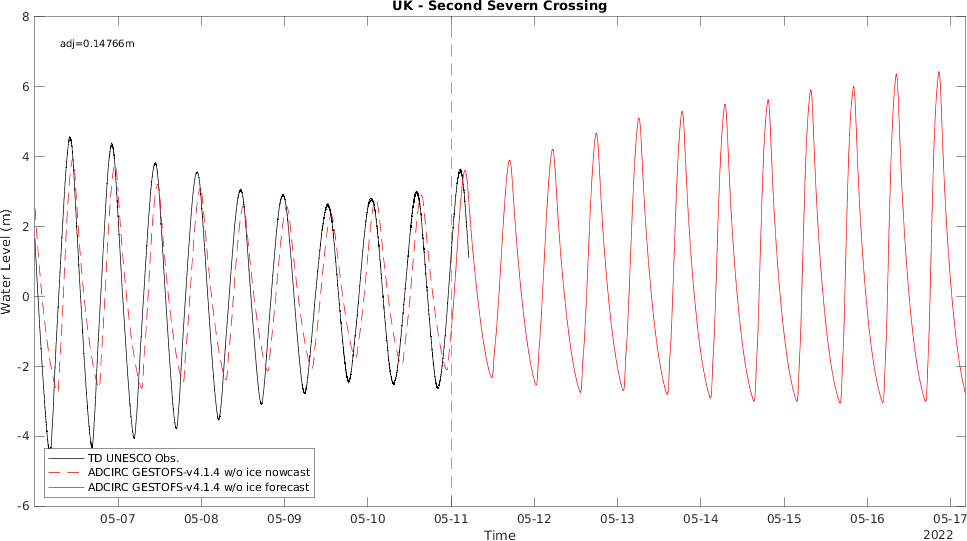 UK - Second Severn Crossing
8
adj=0.14766m
6
4
2
0
-2
-4
-6
Water Level (m)
TD UNESCO Obs.
ADCIRC GESTOFS-v4.1.4 w/o ice nowcast
ADCIRC GESTOFS-v4.1.4 w/o ice forecast
05-07 05-08 05-09 05-10 05-11 05-12 05-13 05-14 05-15 05-16 05-17
Time
2022